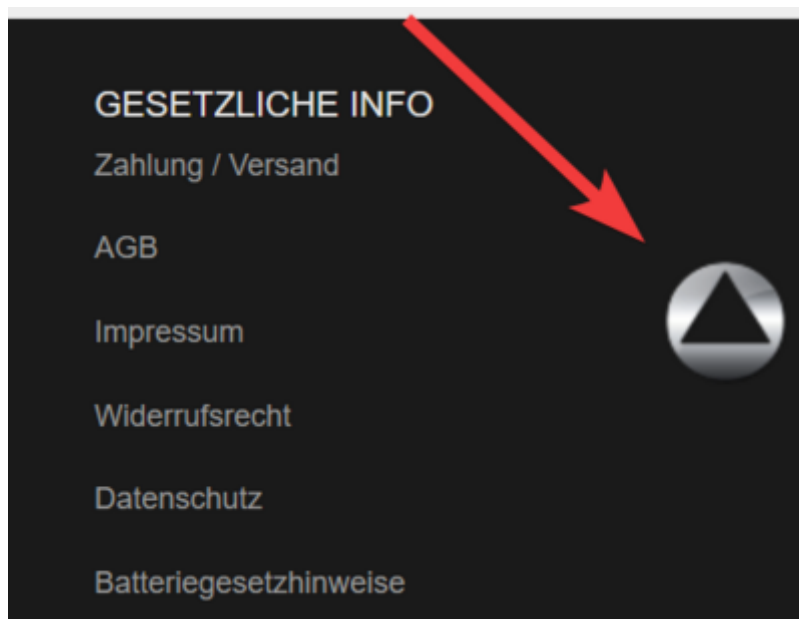 GESETZLICHE INFO
Zahlung / Versand
AGB
Impressum
Widerrufsrecht
Datenschutz
Batteriegesetzhinweise